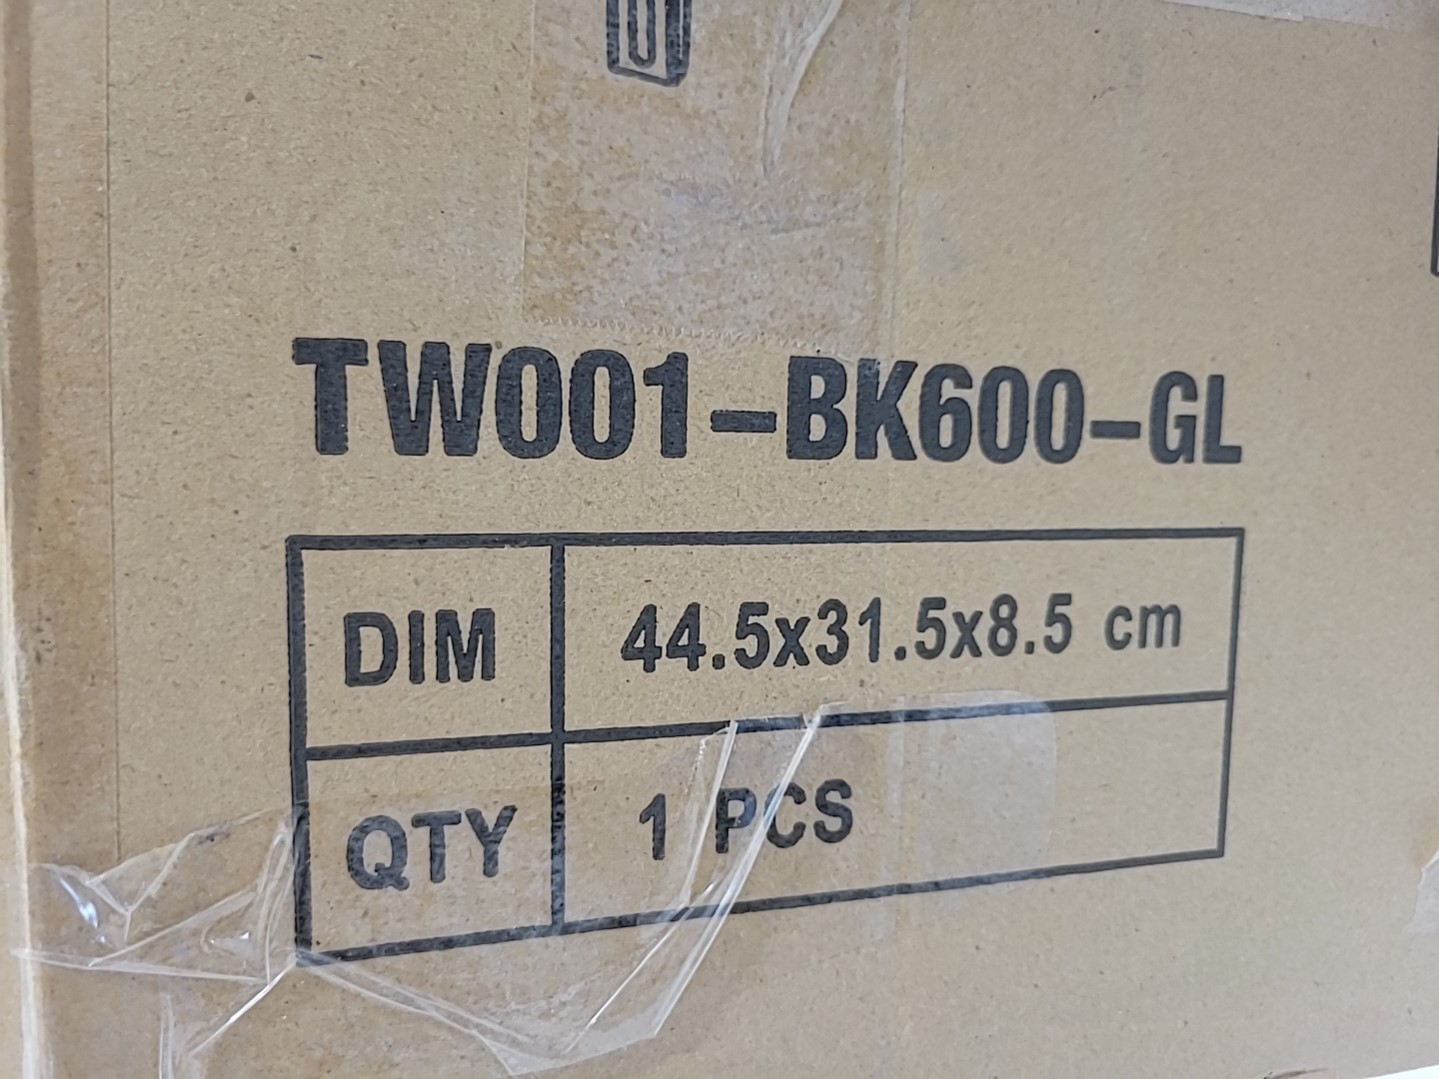 TW001-BK600-GL
DIM 44.5x31.5x8.5 cm
QTY 1 PCS